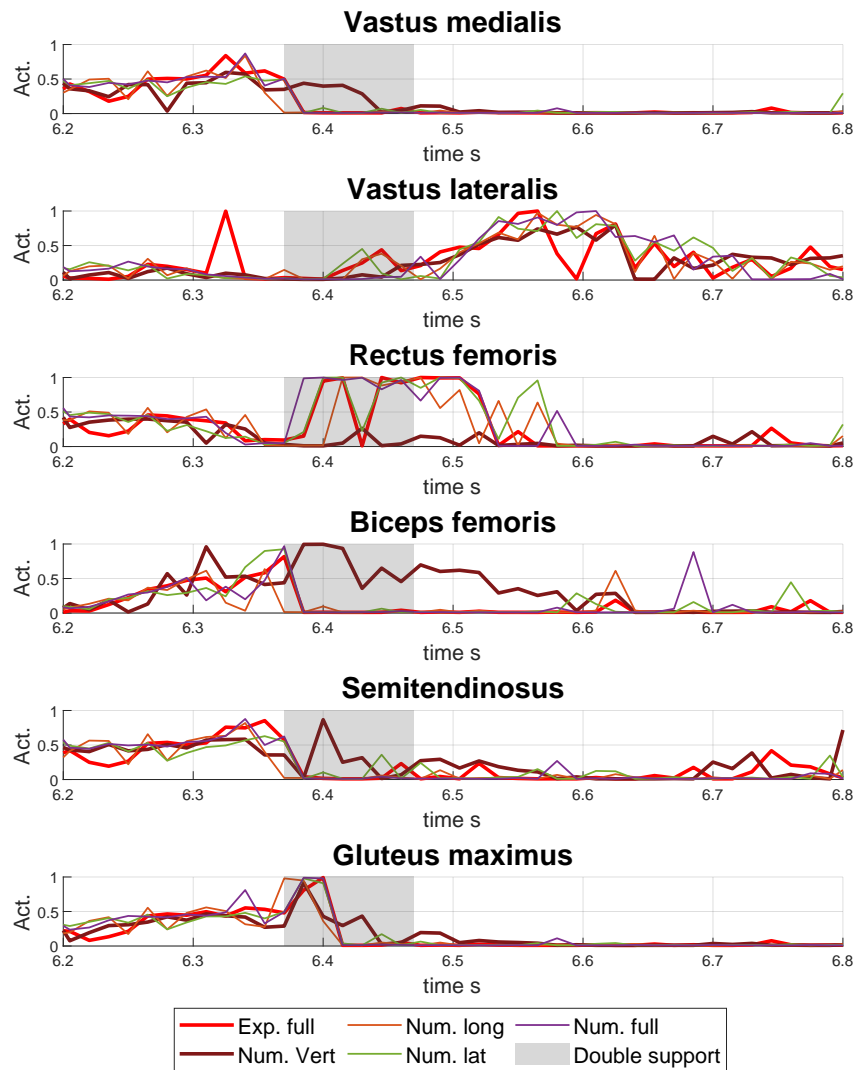 Vastus medialis
1
0.5
0
Act.
6.2 6.3 6.4 6.5 6.6 6.7 6.8
time s
Vastus lateralis
1
0.5
0
Act.
6.2 6.3 6.4 6.5 6.6 6.7 6.8
time s
Rectus femoris
1
0.5
0
Act.
6.2 6.3 6.4 6.5 6.6 6.7 6.8
time s
Biceps femoris
1
0.5
0
Act.
6.2 6.3 6.4 6.5 6.6 6.7 6.8
time s
Semitendinosus
1
0.5
0
Act.
6.2 6.3 6.4 6.5 6.6 6.7 6.8
time s
Gluteus maximus
1
0.5
0
Act.
6.2 6.3 6.4 6.5 6.6 6.7 6.8
time s
Exp. full Num. long Num. full
Num. Vert Num. lat Double support